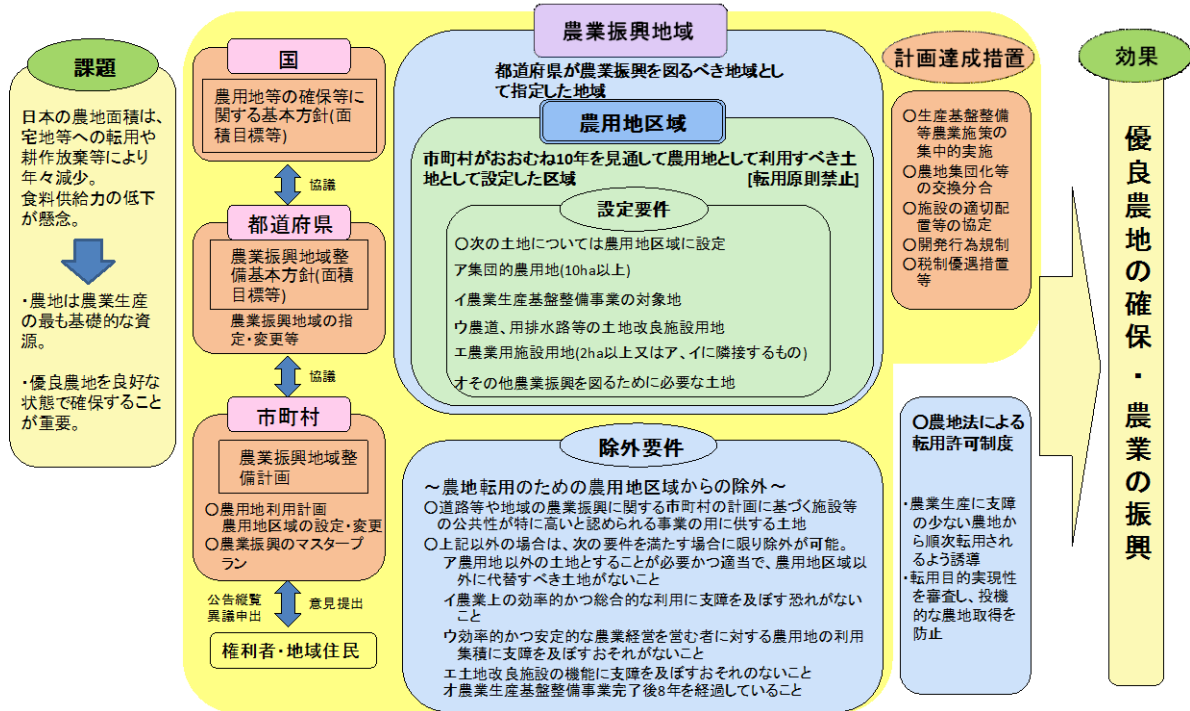 課題
日本の農地面積は、
宅地等への転用や
耕作放棄等により
年々減少。
食料供給力の低下
が懸念。
・農地は農業生産
の最も基礎的な資
源。
・優良農地を良好な
状態で確保すること
が重要。
国
農用地等の確保等に
関する基本方針(面
積目標等)
協議
都道府県
農業振興地域整
備基本方針(面積
目標等)
農業振興地域の指
定・変更等
協議
市町村
農業振興地域整
備計画
○農用地利用計画
農用地区域の設定・変更
○農業振興のマスタープ
ラン
公告縦覧
異議申出
意見提出
権利者・地域住民
農業振興地域
都道府県が農業振興を図るべき地域とし
て指定した地域
農用地区域
市町村がおおむね10年を見通して農用地として利用すべき土
地として設定した区域 [転用原則禁止]
設定要件
○次の土地については農用地区域に設定
ア集団的農用地(10ha以上)
イ農業生産基盤整備事業の対象地
ウ農道、用排水路等の土地改良施設用地
エ農業用施設用地(2ha以上又はア、イに隣接するもの)
オその他農業振興を図るために必要な土地
除外要件
～農地転用のための農用地区域からの除外～
○道路等や地域の農業振興に関する市町村の計画に基づく施設等
の公共性が特に高いと認められる事業の用に供する土地
○上記以外の場合は、次の要件を満たす場合に限り除外が可能。
ア農用地以外の土地とすることが必要かつ適当で、農用地区域以
外に代替すべき土地がないこと
イ農業上の効率的かつ総合的な利用に支障を及ぼす恐れがない
こと
ウ効率的かつ安定的な農業経営を営む者に対する農用地の利用
集積に支障を及ぼすおそれがないこと
エ土地改良施設の機能に支障を及ぼすおそれのないこと
オ農業生産基盤整備事業完了後8年を経過していること
計画達成措置
○生産基盤整備
等農業施策の
集中的実施
○農地集団化等
の交換分合
○施設の適切配
置等の協定
○開発行為規制
○税制優遇措置
等
○農地法による
転用許可制度
・農業生産に支障
の少ない農地か
ら順次転用され
るよう誘導
・転用目的実現性
を審査し、投機
的な農地取得を
防止
効果
優良農地の確保・農業の振興